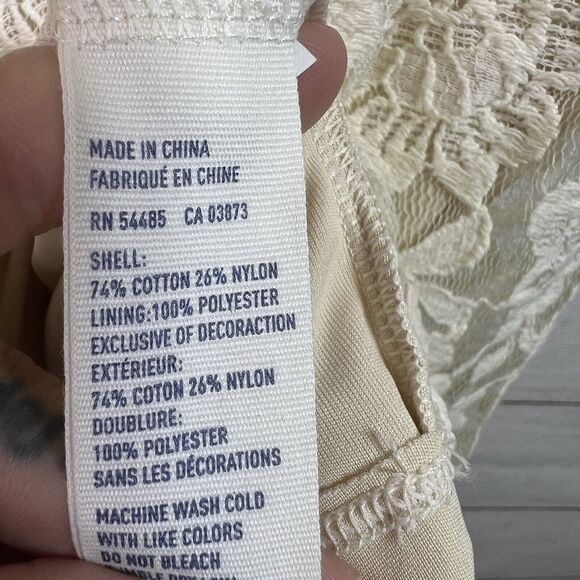 MADE IN CHINA
FABRIQUÉ EN CHINE
RN 54485 CA 03073
SHELL:
74% COTTON 26% NYLON
LINING:100% POLYESTER
EXCLUSIVE OF DECORACTION
EXTÉRIEUR:
74% COTON 26% NYLON
DOUBLURE:
100% POLYESTER
SANS LES DÉCORATIONS
MACHINE WASH COLD
WITH LIKE COLORS
DO NOT BLEACH